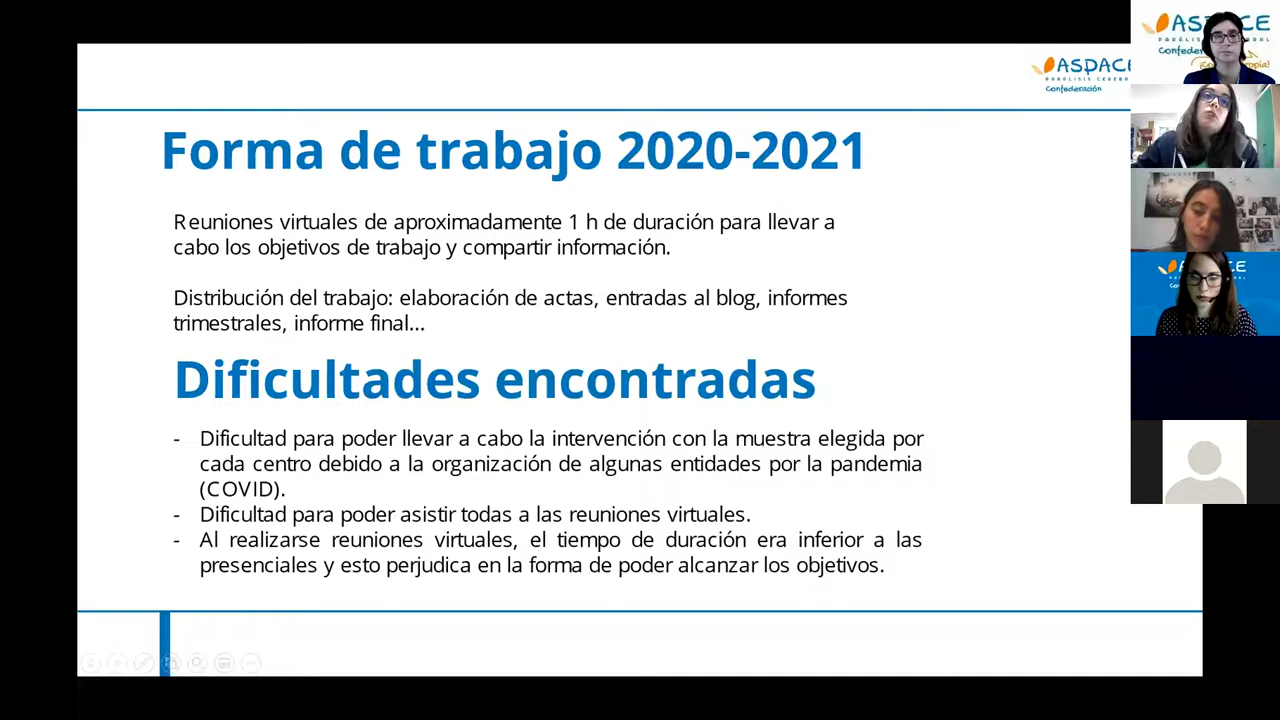 ASPACE
Confederación
Forma de trabajo 2020-2021
Reuniones virtuales de aproximadamente 1 h de duración para llevar a
cabo los objetivos de trabajo y compartir información.
Distribución del trabajo: elaboración de actas, entradas al blog, informes
trimestrales, informe final...
Dificultades encontradas
- Dificultad para poder llevar a cabo la intervención con la muestra elegida por
cada centro debido a la organización de algunas entidades por la pandemia
(COVID).
- Dificultad para poder asistir todas a las reuniones virtuales.
- Al realizarse reuniones virtuales, el tiempo de duración era inferior a las
presenciales y esto perjudica en la forma de poder alcanzar los objetivos.